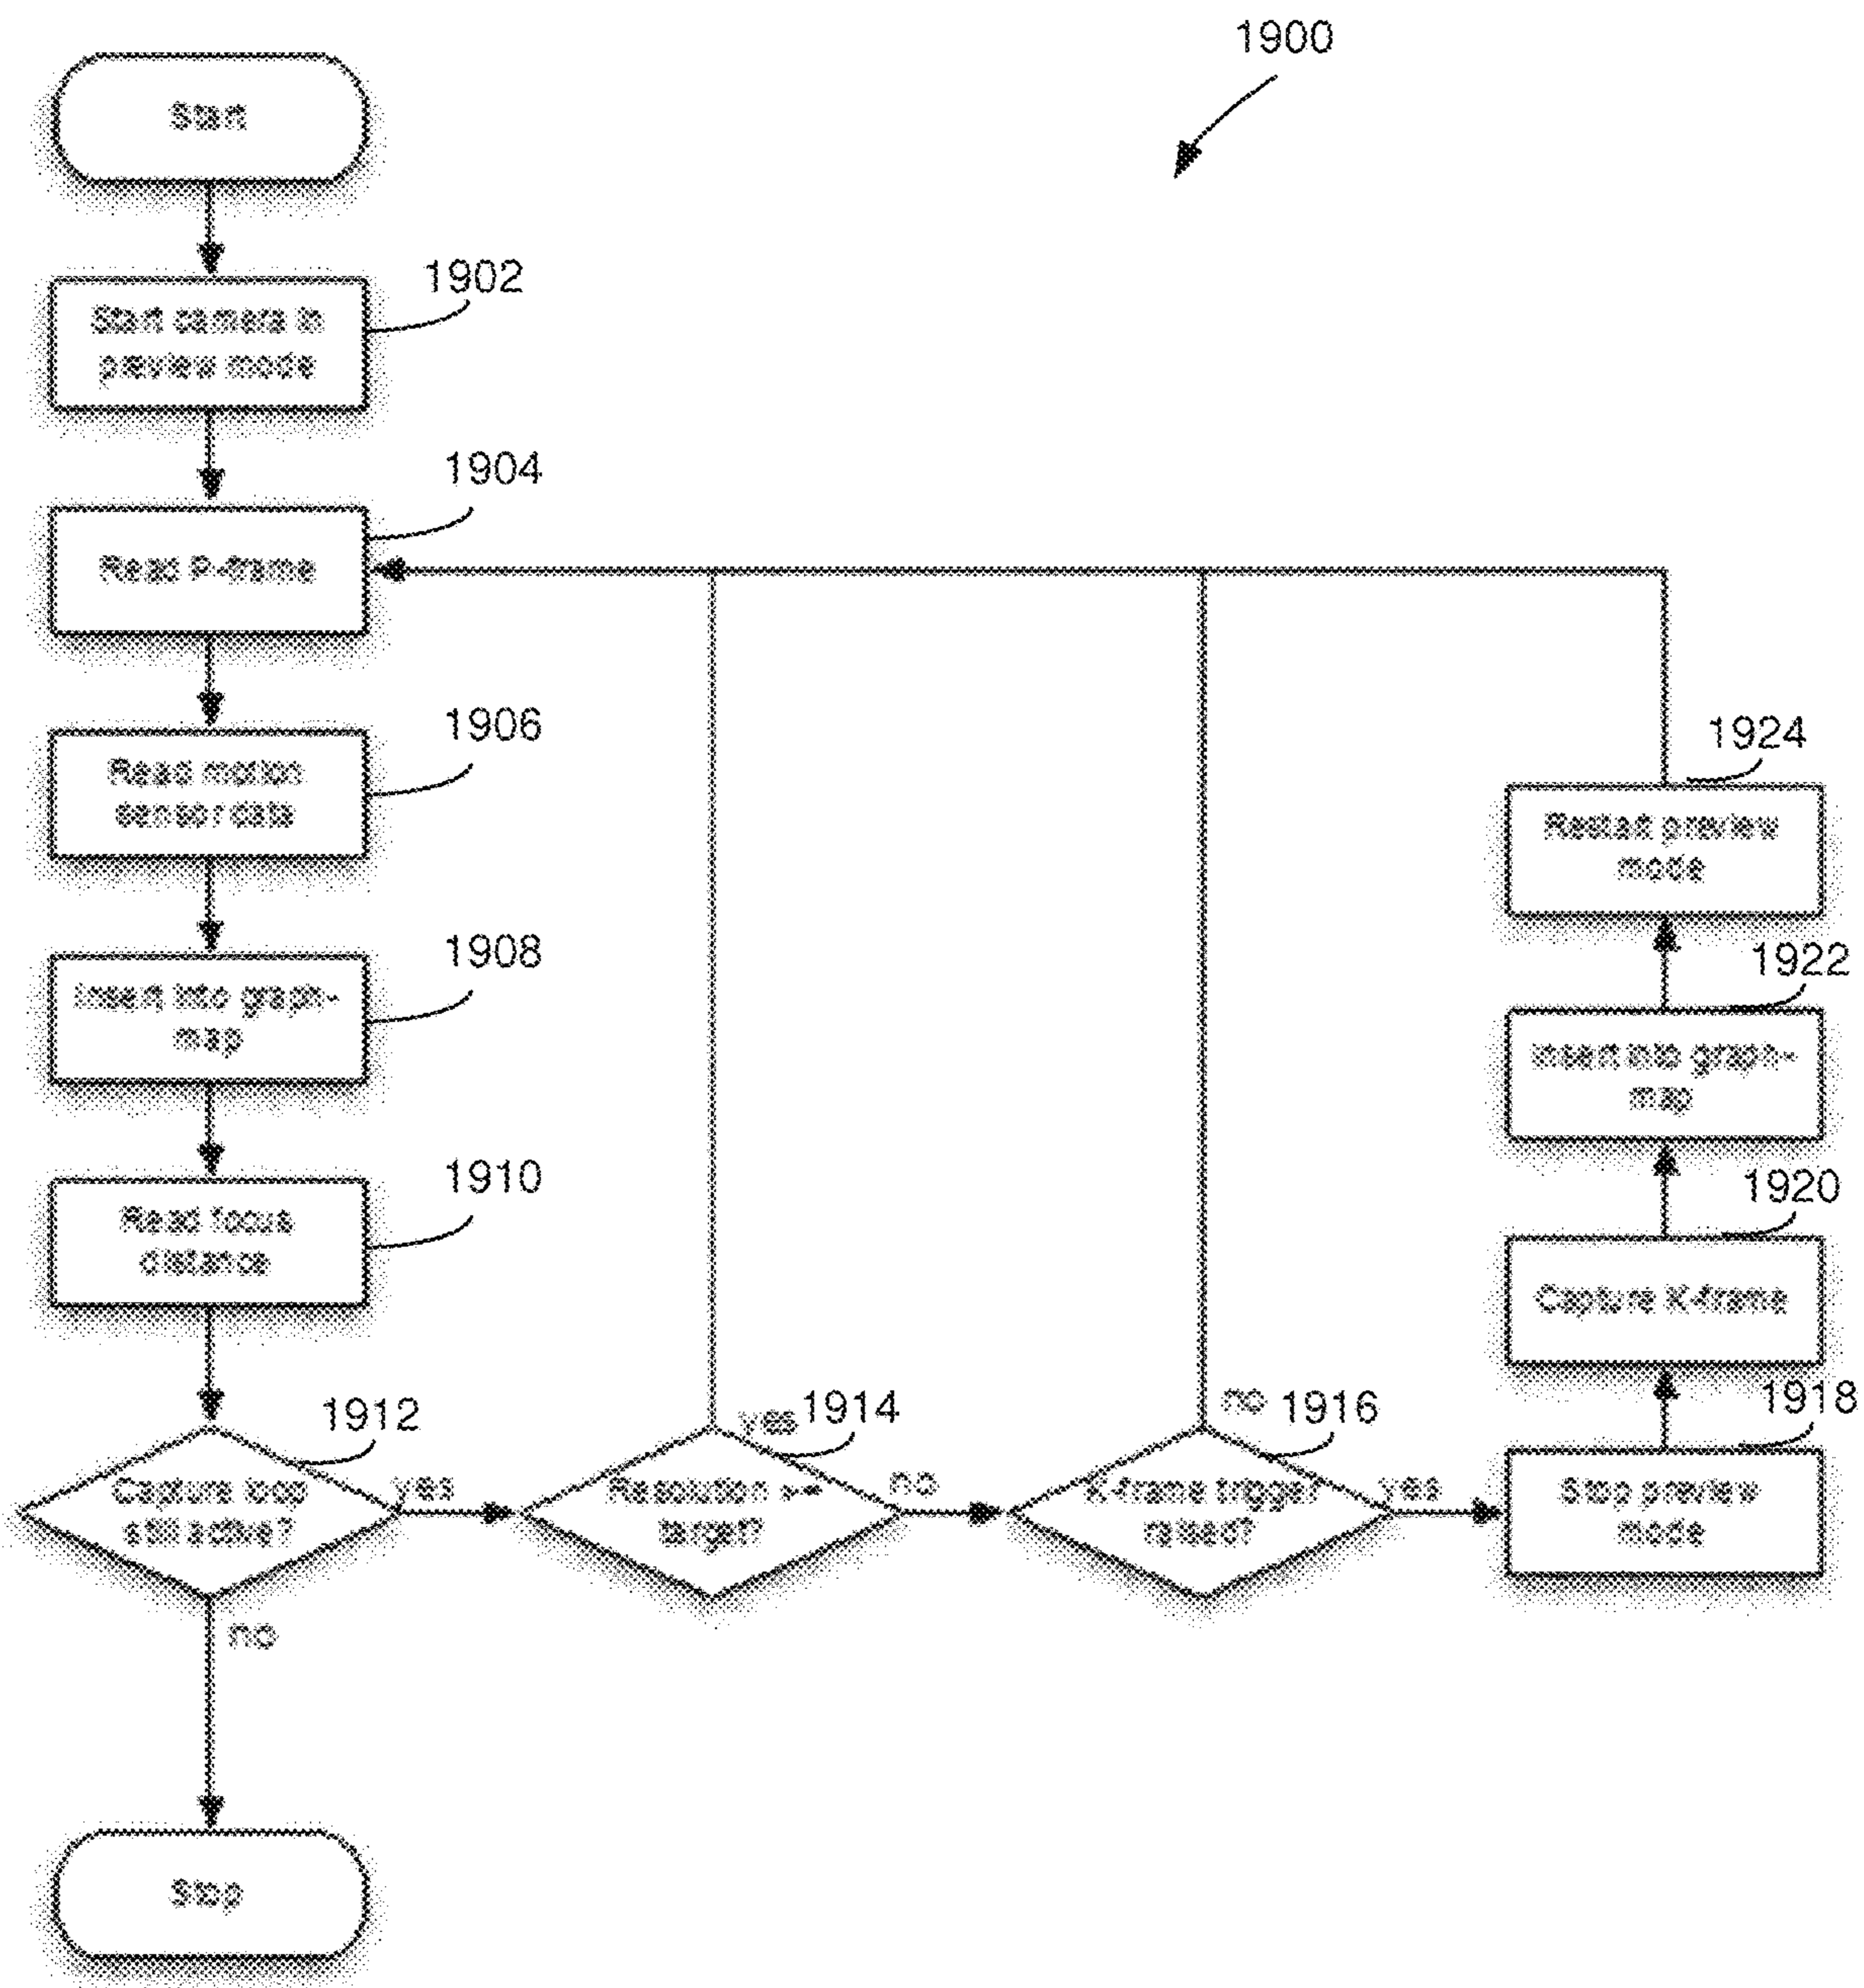 1900
Start
1902
Start camera in
preview mode
1904
Read P-frame
1906
Read motion
sensor data
1908
Insert into graph-
map
1910
Read focus
distance
1912
Capture loop
still active?
yes
no
Stop
1914
yes
Resolution >=
target?
no
1916
no
K-frame trigger
raised?
yes
1918
Stop preview
mode
1920
Capture K-frame
1922
Insert into graph-
map
1924
Restart preview
mode